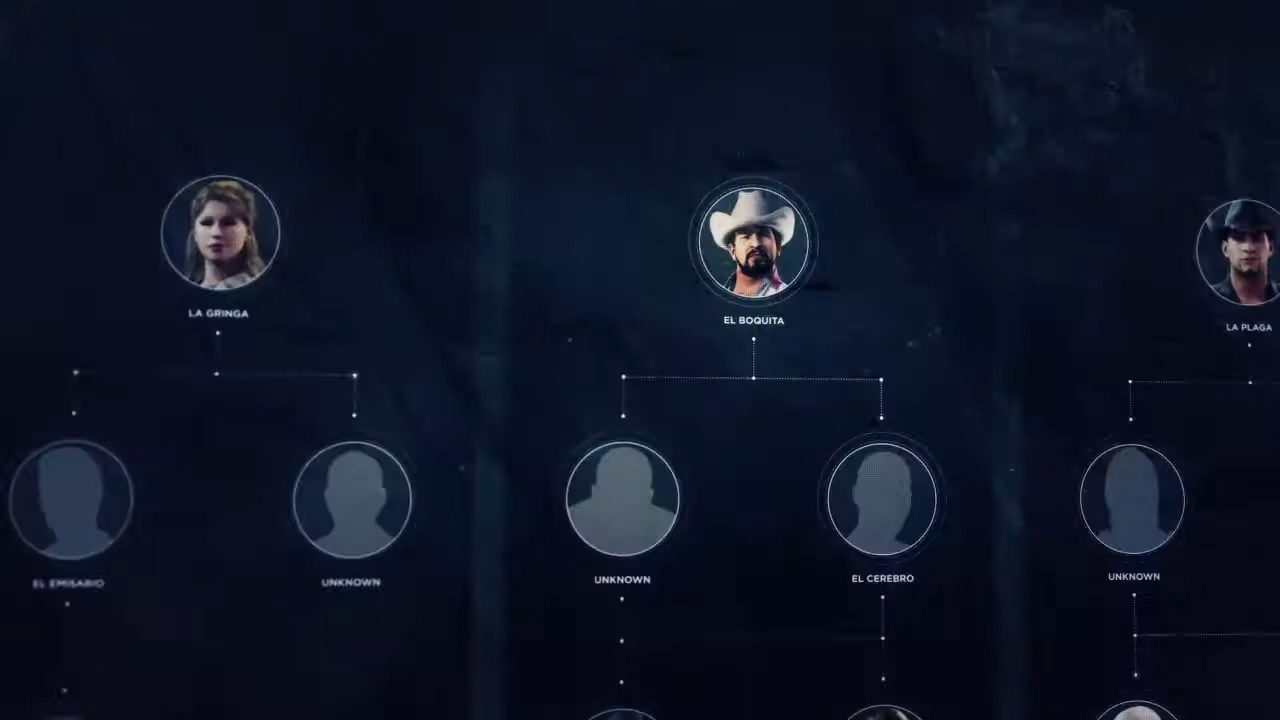 LA GRINGA
EL BOQUITA
LA PLAGA
EL EMISARIO
UNKNOWN
UNKNOWN
EL CEREBRO
UNKNOWN